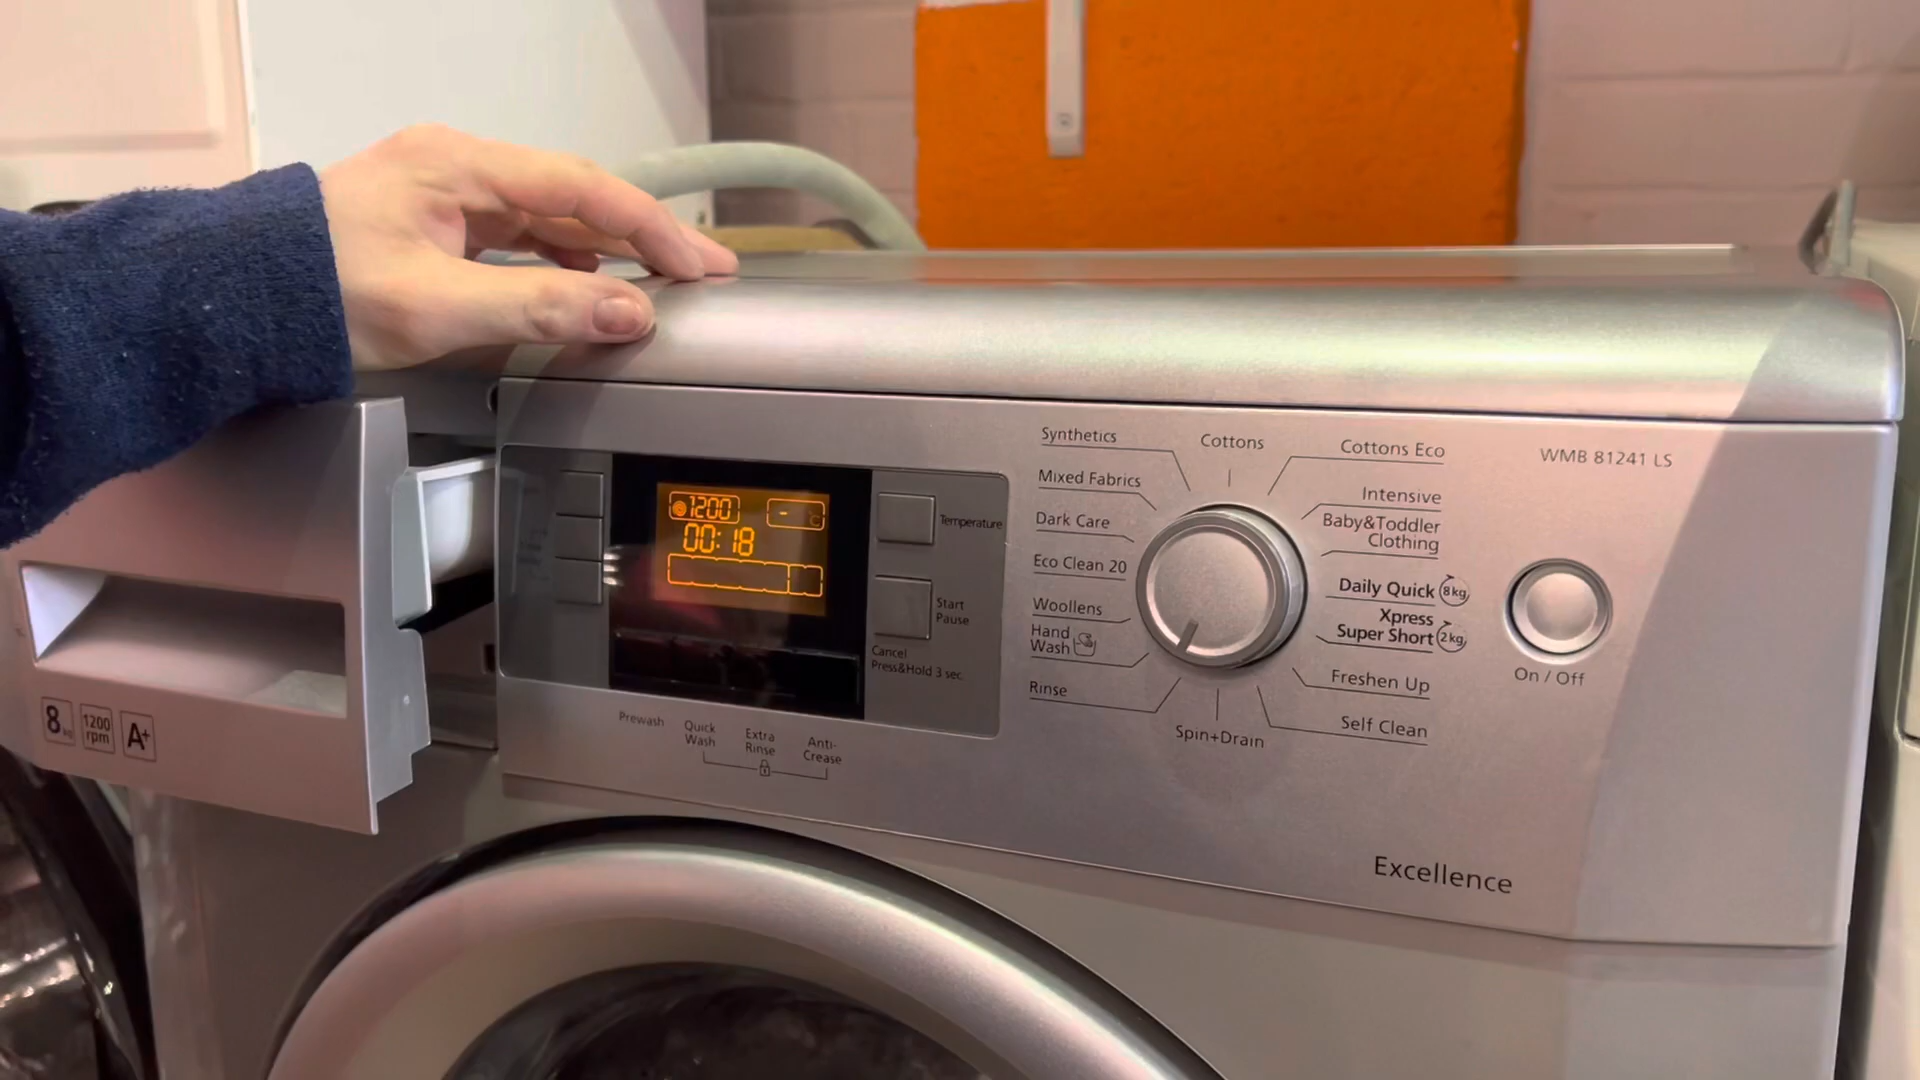 Synthetics
Cottons
Cottons Eco
WMB 81241 LS
Mixed Fabrics
Intensive
Dark Care
Baby&Toddler
Clothing
Eco Clean 20
Daily Quick 8kg
Woollens
Xpress
Super Short 2kg
Hand
Wash
Freshen Up
Rinse
Self Clean
Spin+Drain
On / Off
Excellence
1200
- °C
00:18
Temperature
Start
Pause
Cancel
Press&Hold 3 sec.
Prewash
Quick
Wash
Extra
Rinse
Anti-
Crease
8 kg
1200
rpm
A+